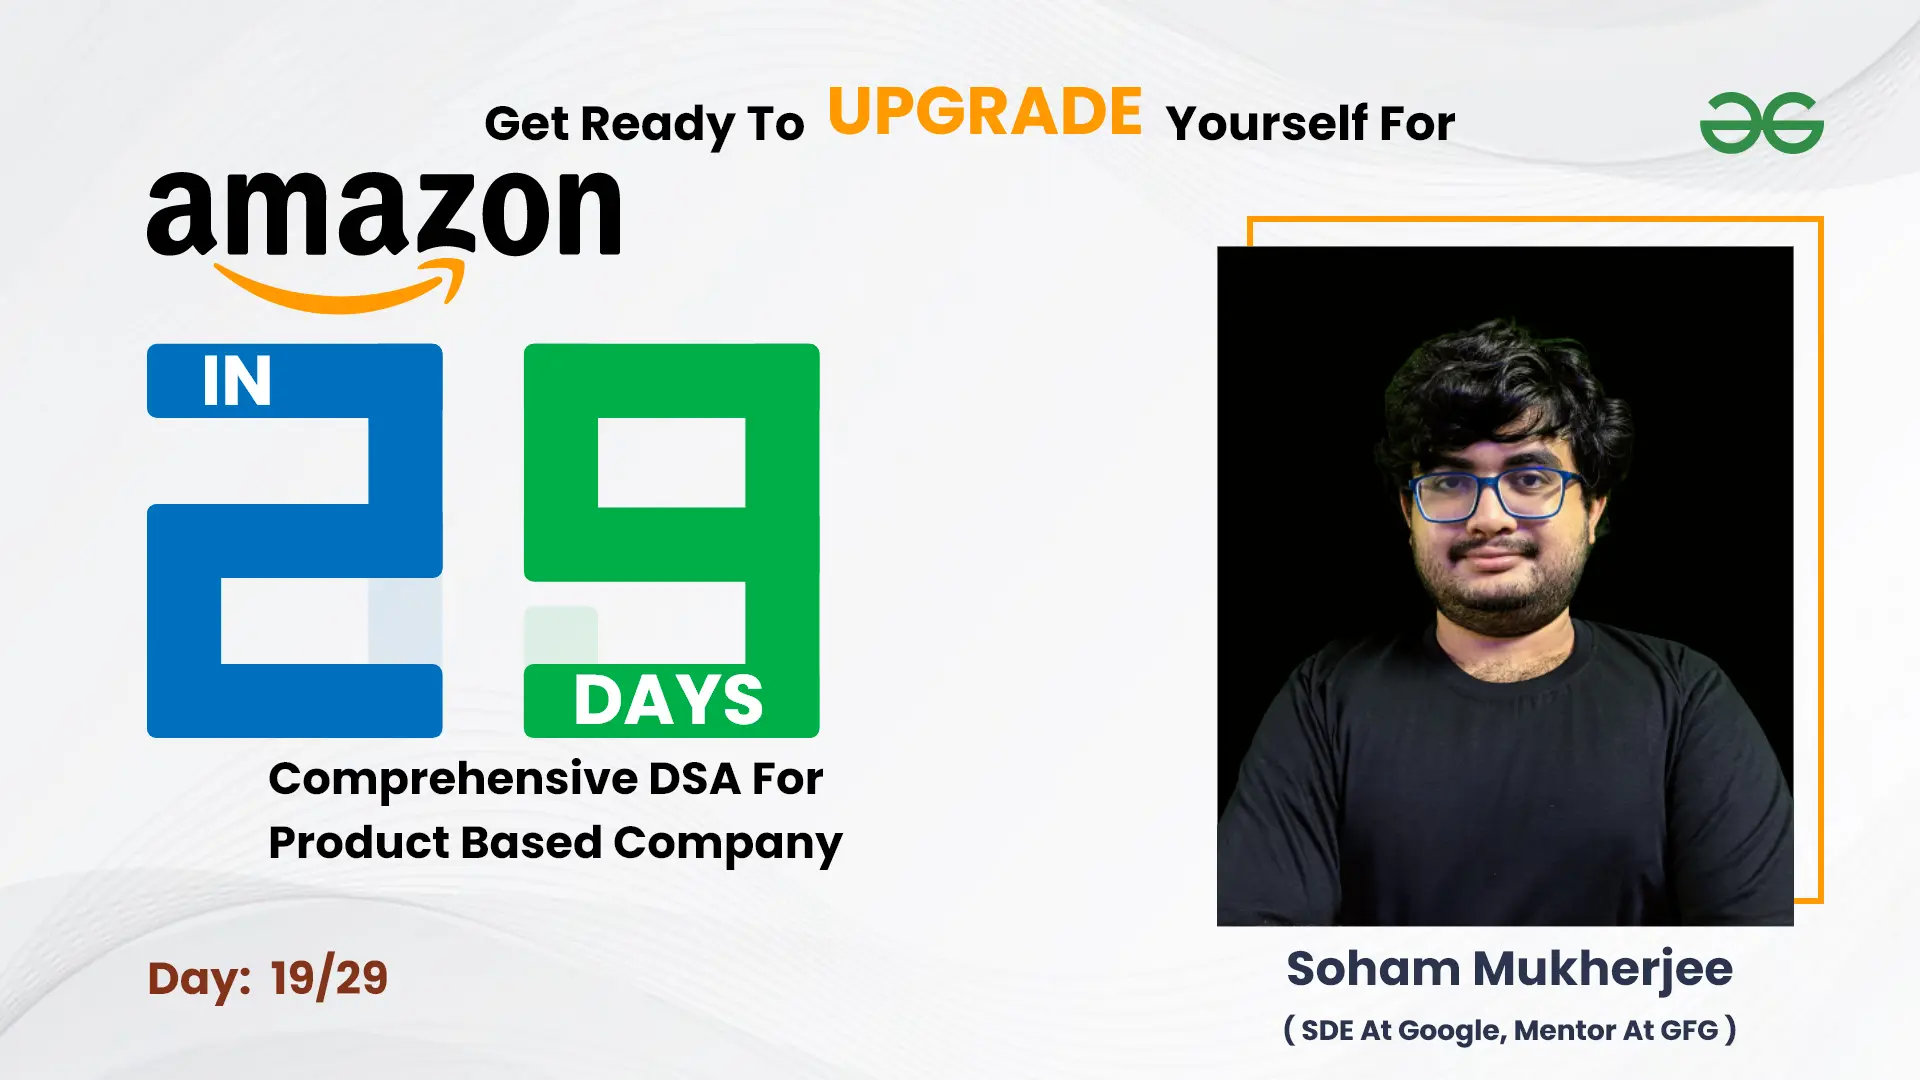 Get Ready To UPGRADE Yourself For
amazon
IN
29
DAYS
Comprehensive DSA For
Product Based Company
Day: 19/29
Soham Mukherjee
( SDE At Google, Mentor At GFG )